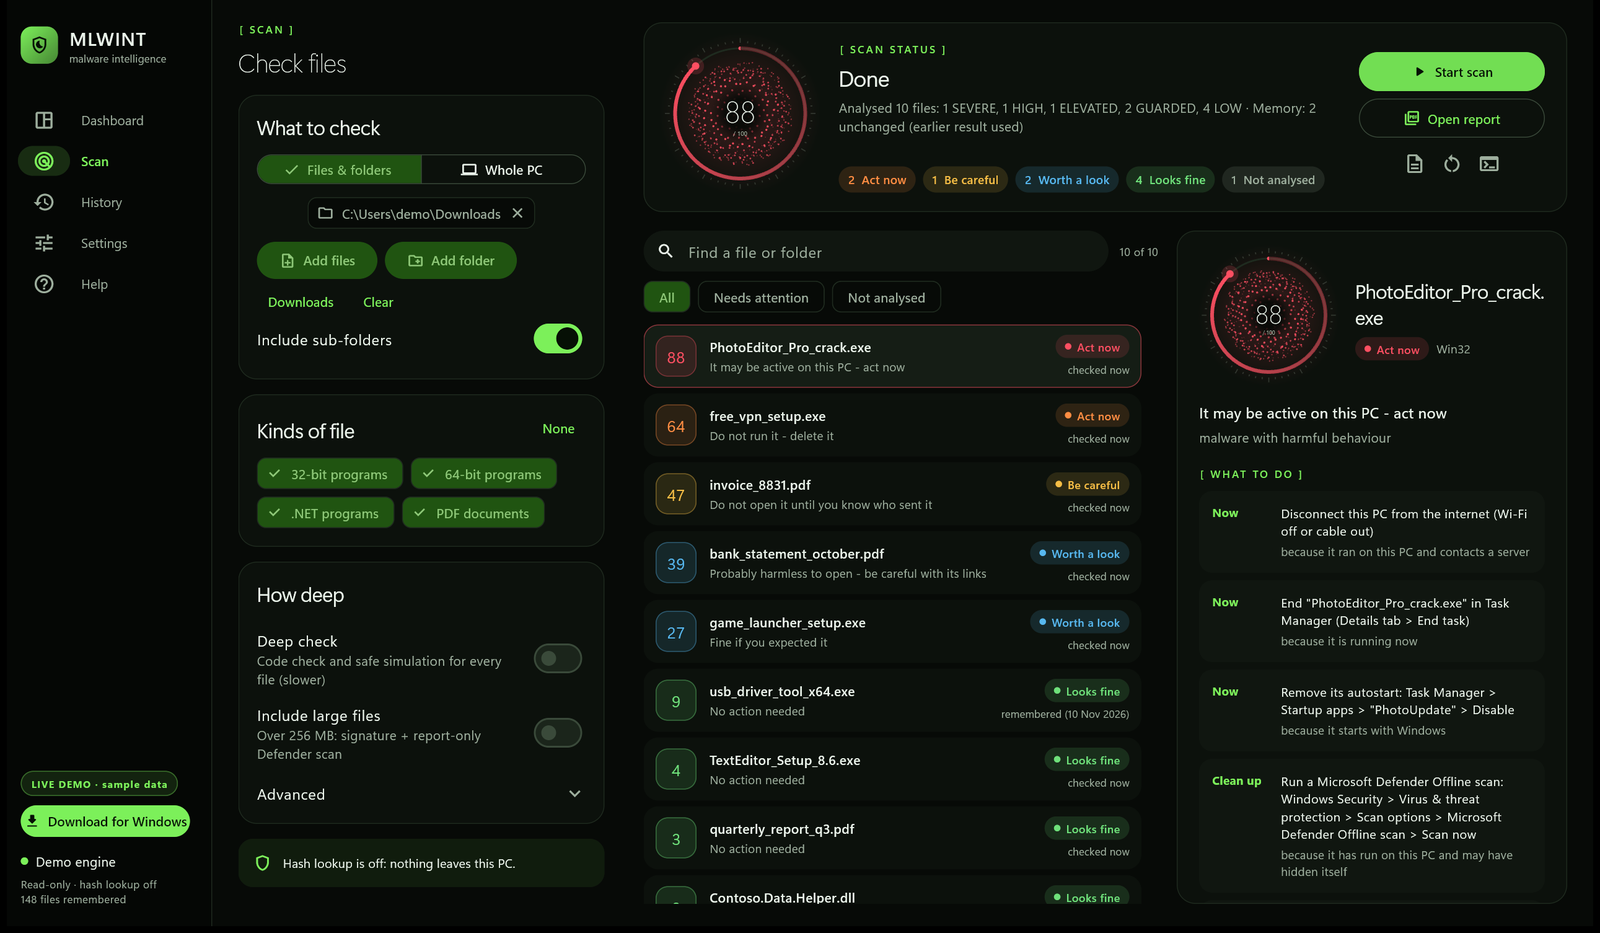 MLWINT
malware intelligence
Dashboard
Scan
History
Settings
Help
LIVE DEMO · sample data
Download for Windows
Demo engine
Read-only · hash lookup off
148 files remembered
[ SCAN ]
Check files
What to check
Files & folders
Whole PC
C:\Users\demo\Downloads
Add files
Add folder
Downloads
Clear
Include sub-folders
Kinds of file
None
32-bit programs
64-bit programs
.NET programs
PDF documents
How deep
Deep check
Code check and safe simulation for every
file (slower)
Include large files
Over 256 MB: signature + report-only
Defender scan
Advanced
Hash lookup is off: nothing leaves this PC.
88
/ 100
[ SCAN STATUS ]
Done
Analysed 10 files: 1 SEVERE, 1 HIGH, 1 ELEVATED, 2 GUARDED, 4 LOW · Memory: 2
unchanged (earlier result used)
2 Act now
1 Be careful
2 Worth a look
4 Looks fine
1 Not analysed
Start scan
Open report
Find a file or folder
10 of 10
All
Needs attention
Not analysed
88
PhotoEditor_Pro_crack.exe
It may be active on this PC - act now
Act now
checked now
64
free_vpn_setup.exe
Do not run it - delete it
Act now
checked now
47
invoice_8831.pdf
Do not open it until you know who sent it
Be careful
checked now
39
bank_statement_october.pdf
Probably harmless to open - be careful with its links
Worth a look
checked now
27
game_launcher_setup.exe
Fine if you expected it
Worth a look
checked now
9
usb_driver_tool_x64.exe
No action needed
Looks fine
remembered (10 Nov 2026)
4
TextEditor_Setup_8.6.exe
No action needed
Looks fine
checked now
3
quarterly_report_q3.pdf
No action needed
Looks fine
checked now
Contoso.Data.Helper.dll
Looks fine
88
/ 100
PhotoEditor_Pro_crack.
exe
Act now
Win32
It may be active on this PC - act now
malware with harmful behaviour
[ WHAT TO DO ]
Now
Disconnect this PC from the internet (Wi-Fi
off or cable out)
because it ran on this PC and contacts a server
Now
End "PhotoEditor_Pro_crack.exe" in Task
Manager (Details tab > End task)
because it is running now
Now
Remove its autostart: Task Manager >
Startup apps > "PhotoUpdate" > Disable
because it starts with Windows
Clean up
Run a Microsoft Defender Offline scan:
Windows Security > Virus & threat
protection > Scan options > Microsoft
Defender Offline scan > Scan now
because it has run on this PC and may have
hidden itself